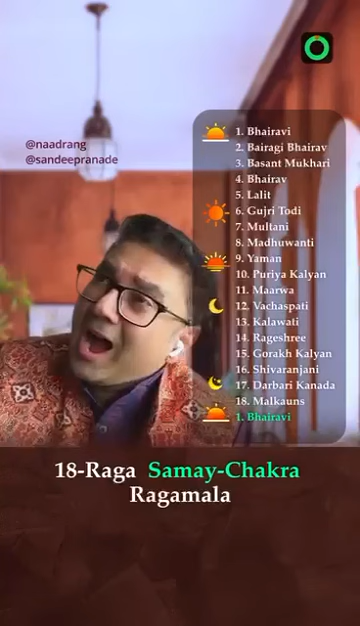 @naadrang
@sandeepranade
1. Bhairavi
2. Bairagi Bhairav
3. Basant Mukhari
4. Bhairav
5. Lalit
6. Gujri Todi
7. Multani
8. Madhuwanti
9. Yaman
10. Puriya Kalyan
11. Maarwa
12. Vachaspati
13. Kalawati
14. Rageshree
15. Gorakh Kalyan
16. Shivaranjani
17. Darbari Kanada
18. Malkauns
1. Bhairavi
18-Raga Samay-Chakra
Ragamala